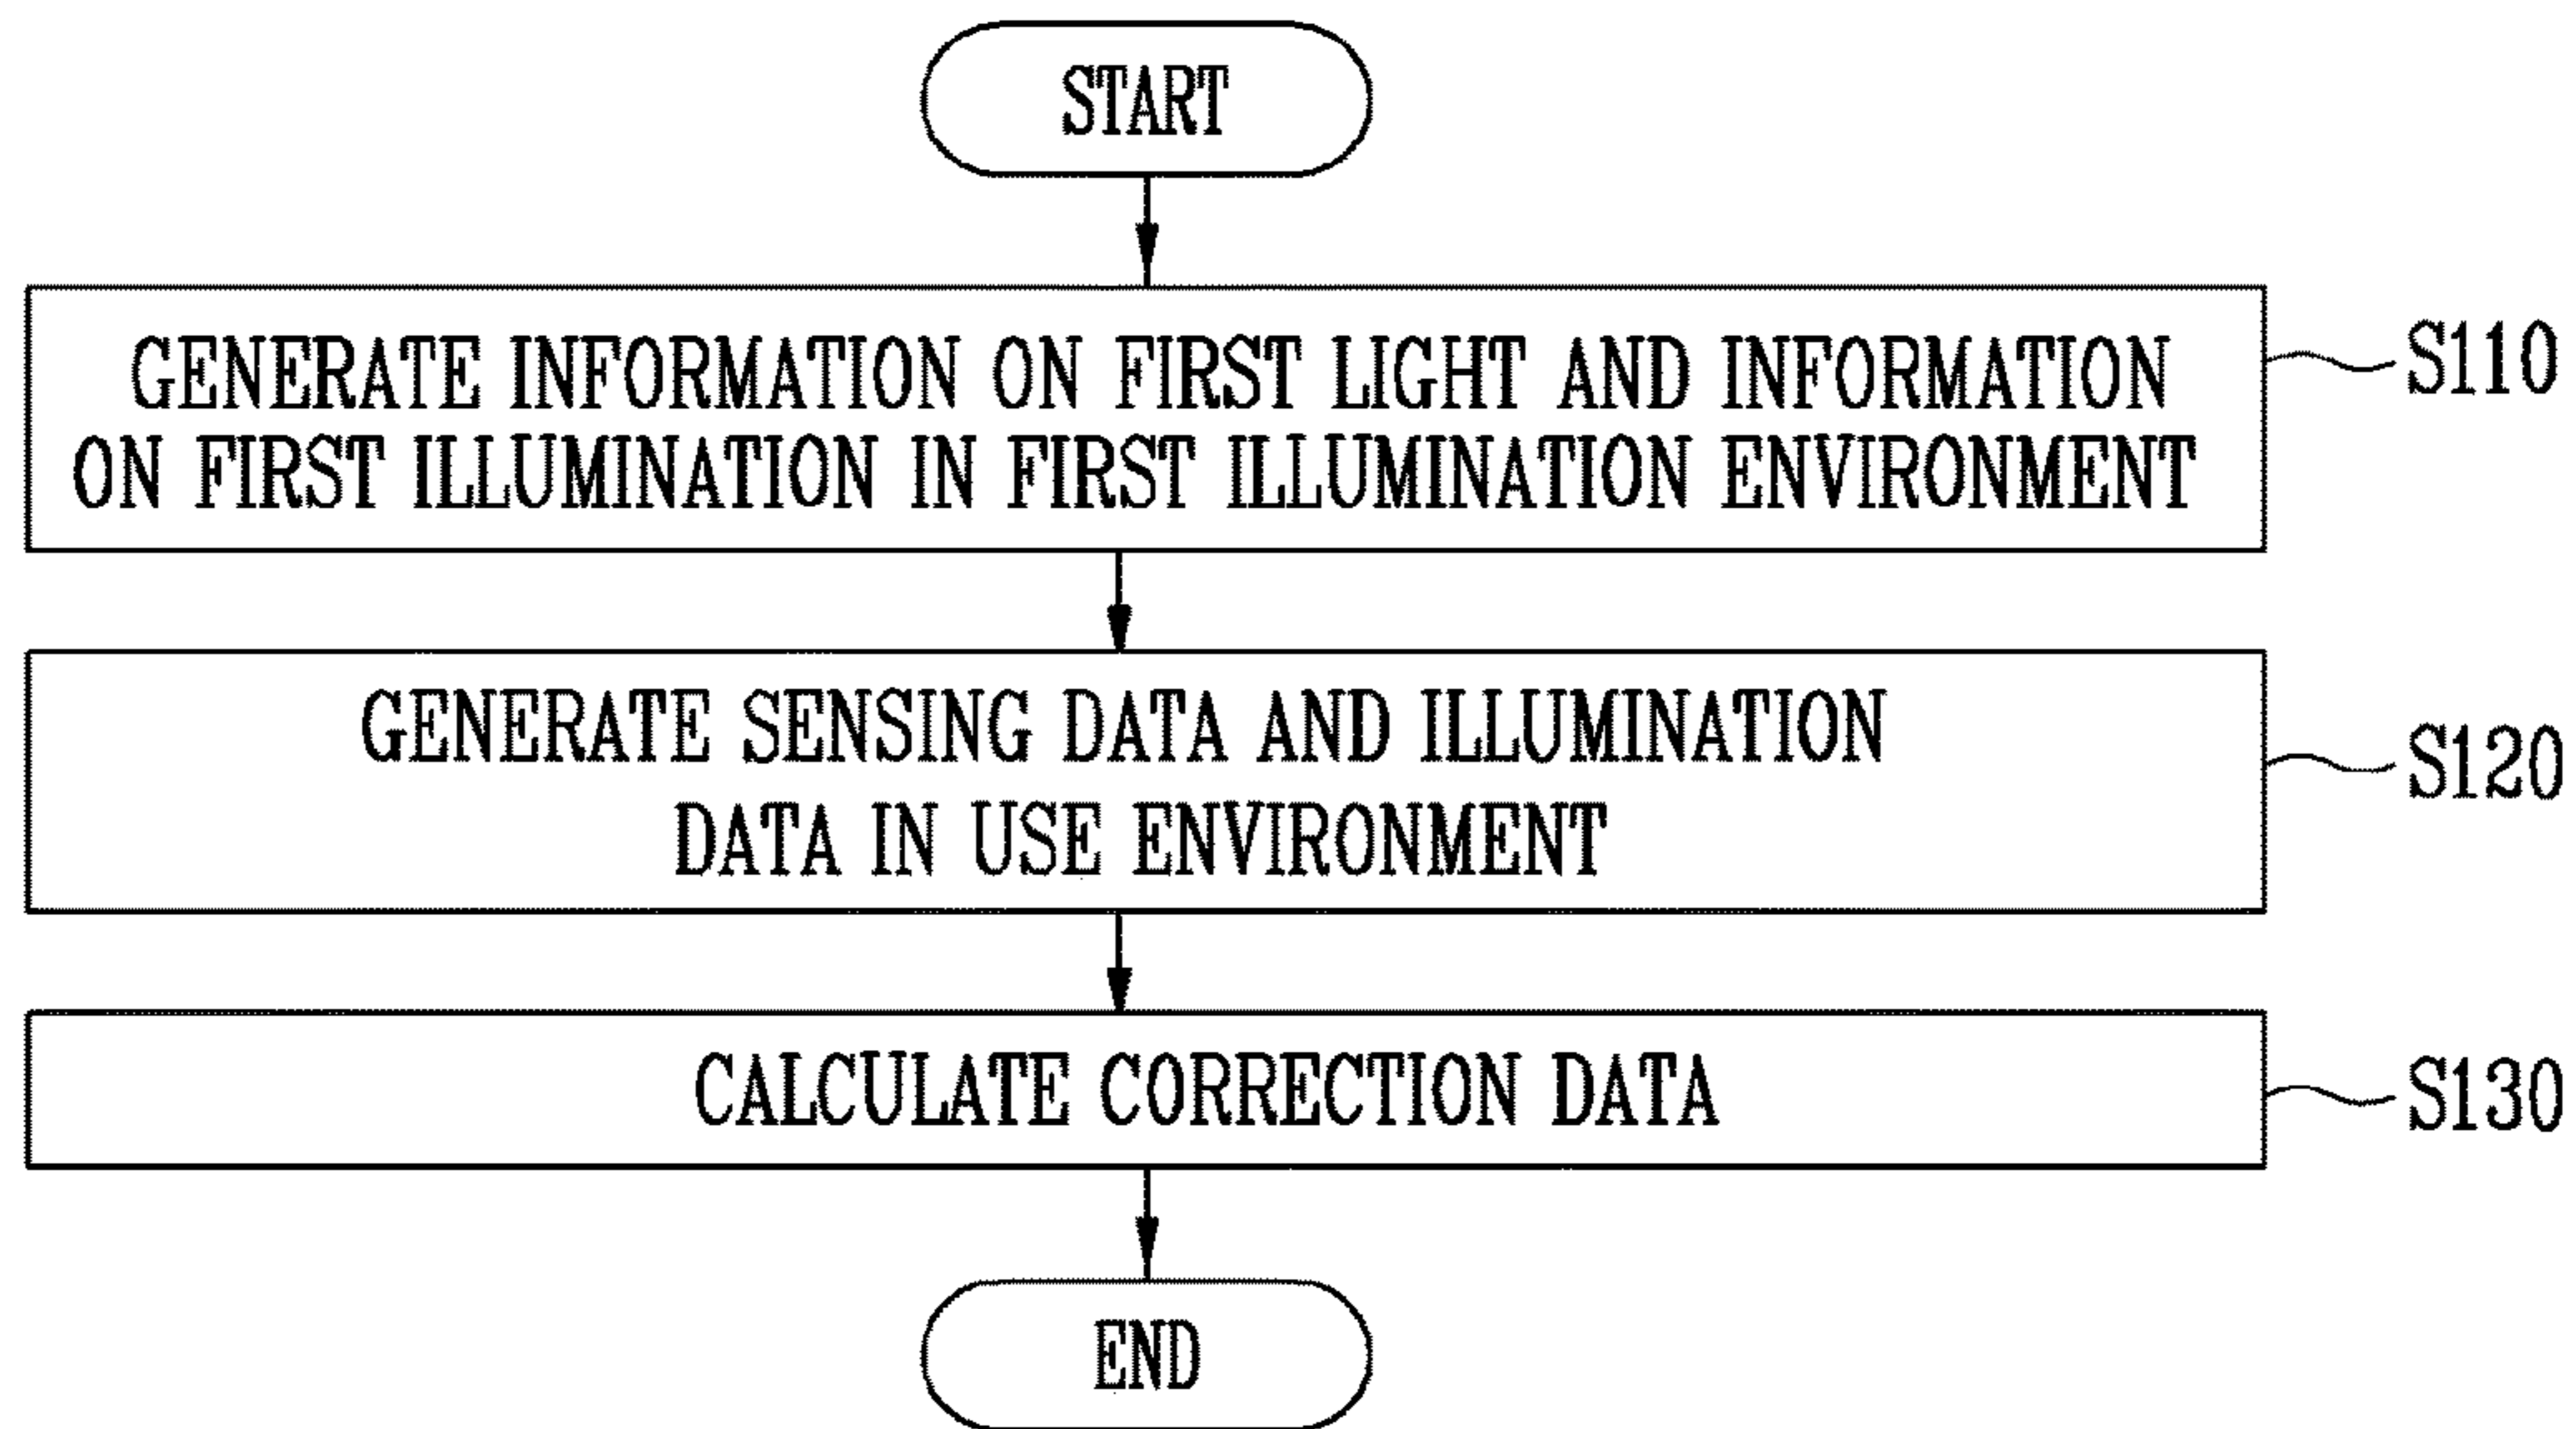 START
GENERATE INFORMATION ON FIRST LIGHT AND INFORMATION
ON FIRST ILLUMINATION IN FIRST ILLUMINATION ENVIRONMENT
S110
GENERATE SENSING DATA AND ILLUMINATION
DATA IN USE ENVIRONMENT
S120
CALCULATE CORRECTION DATA
S130
END